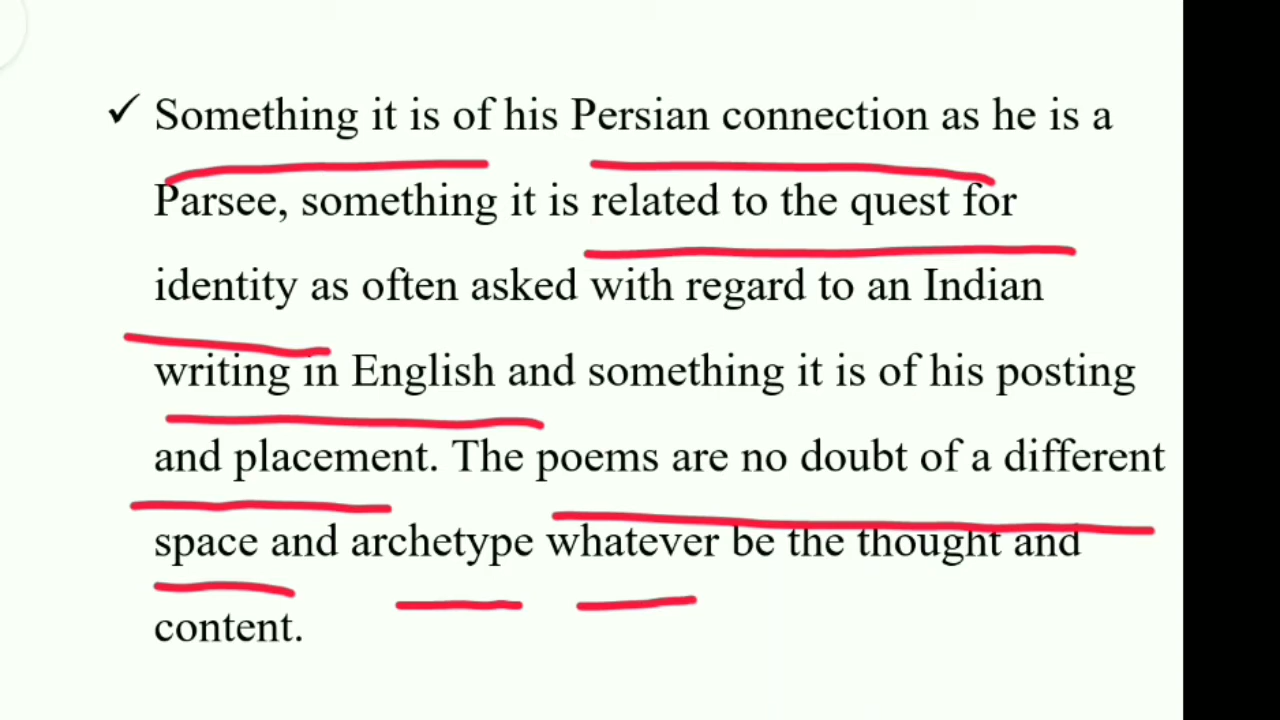 ✓ Something it is of his Persian connection as he is a
Parsee, something it is related to the quest for
identity as often asked with regard to an Indian
writing in English and something it is of his posting
and placement. The poems are no doubt of a different
space and archetype whatever be the thought and
content.